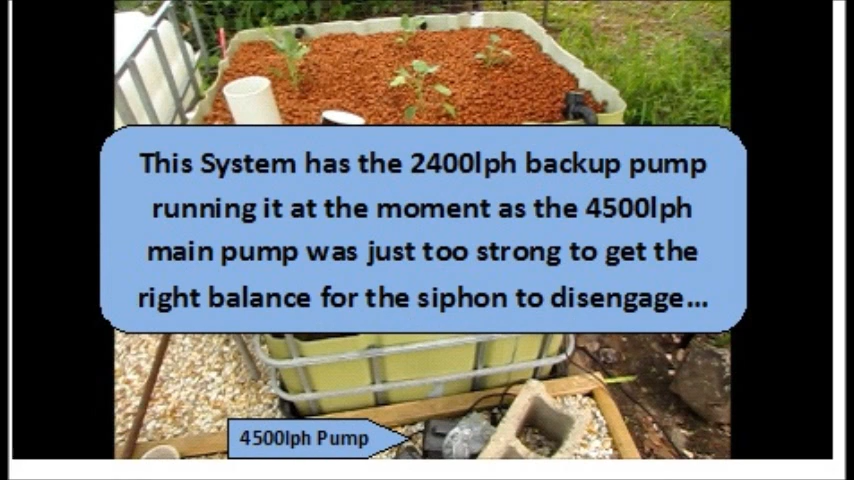 This System has the 2400lph backup pump
running it at the moment as the 4500lph
main pump was just too strong to get the
right balance for the siphon to disengage...
4500lph Pump